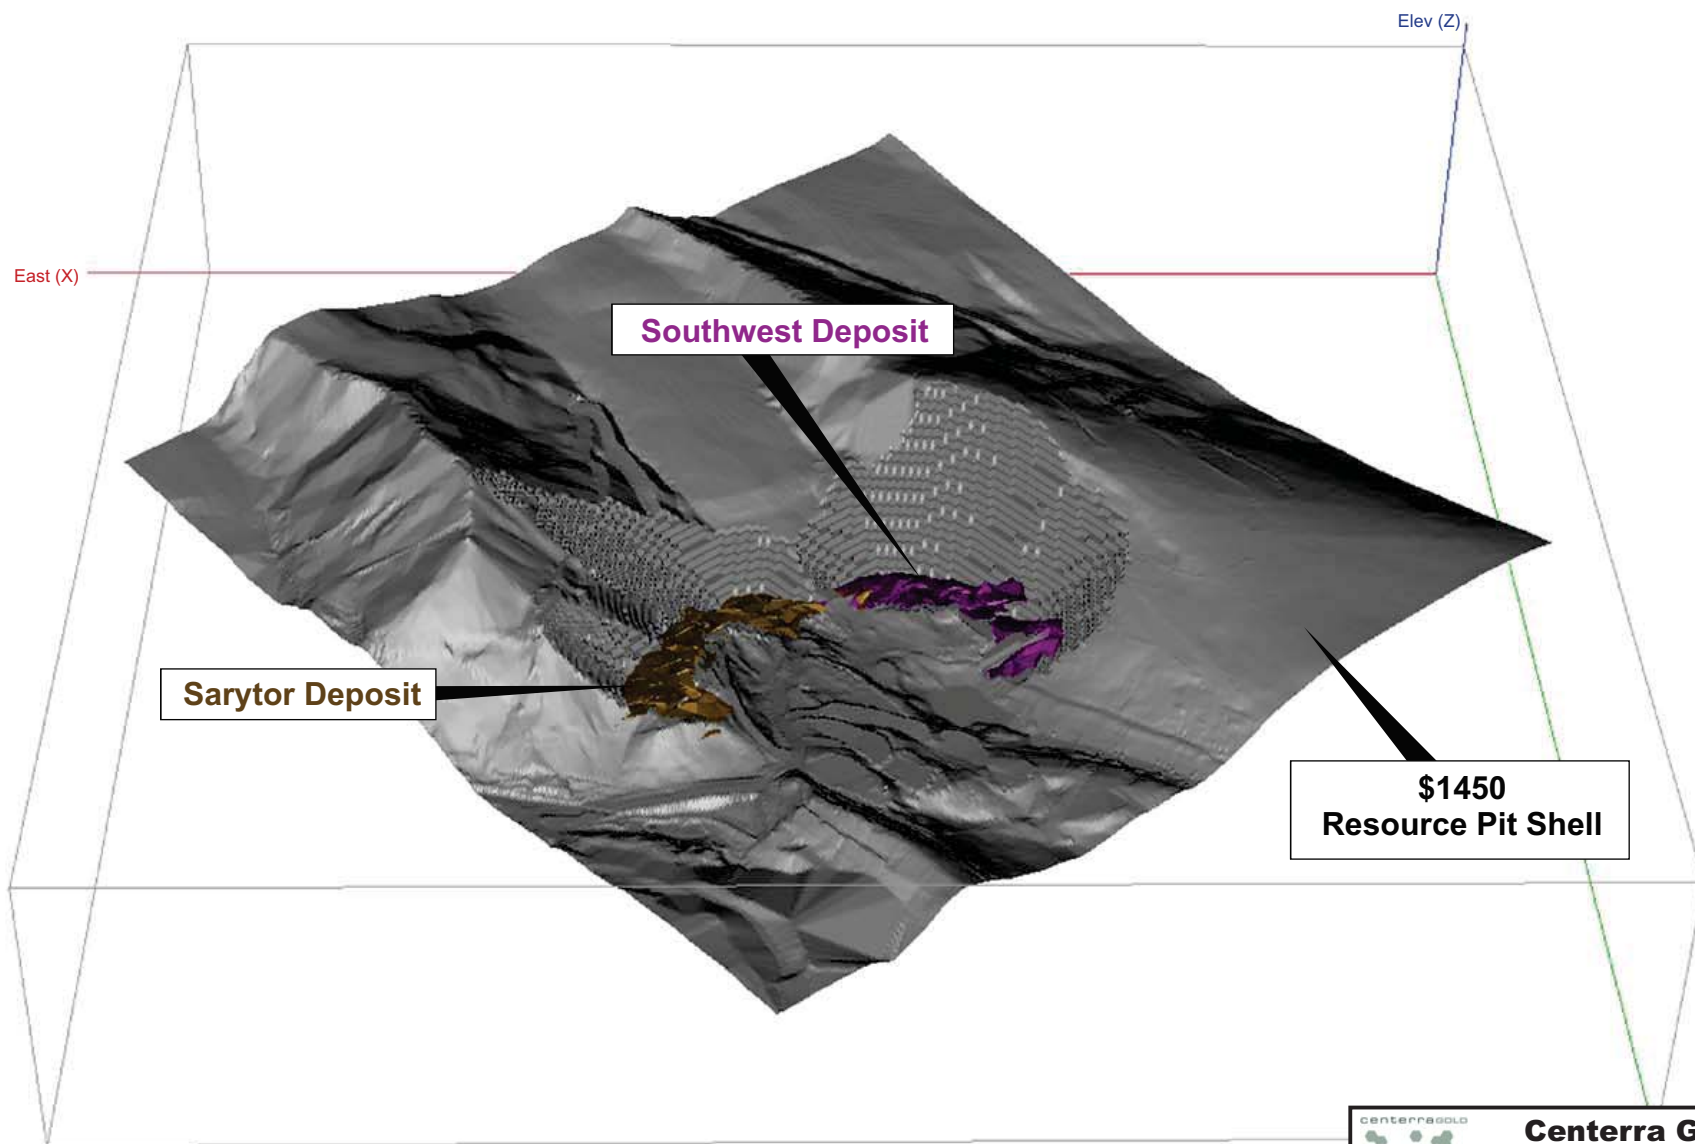 Elev (Z)
East (X)
Southwest Deposit
Sarytor Deposit
$1450
Resource Pit Shell
centerraGOLD
Centerra G